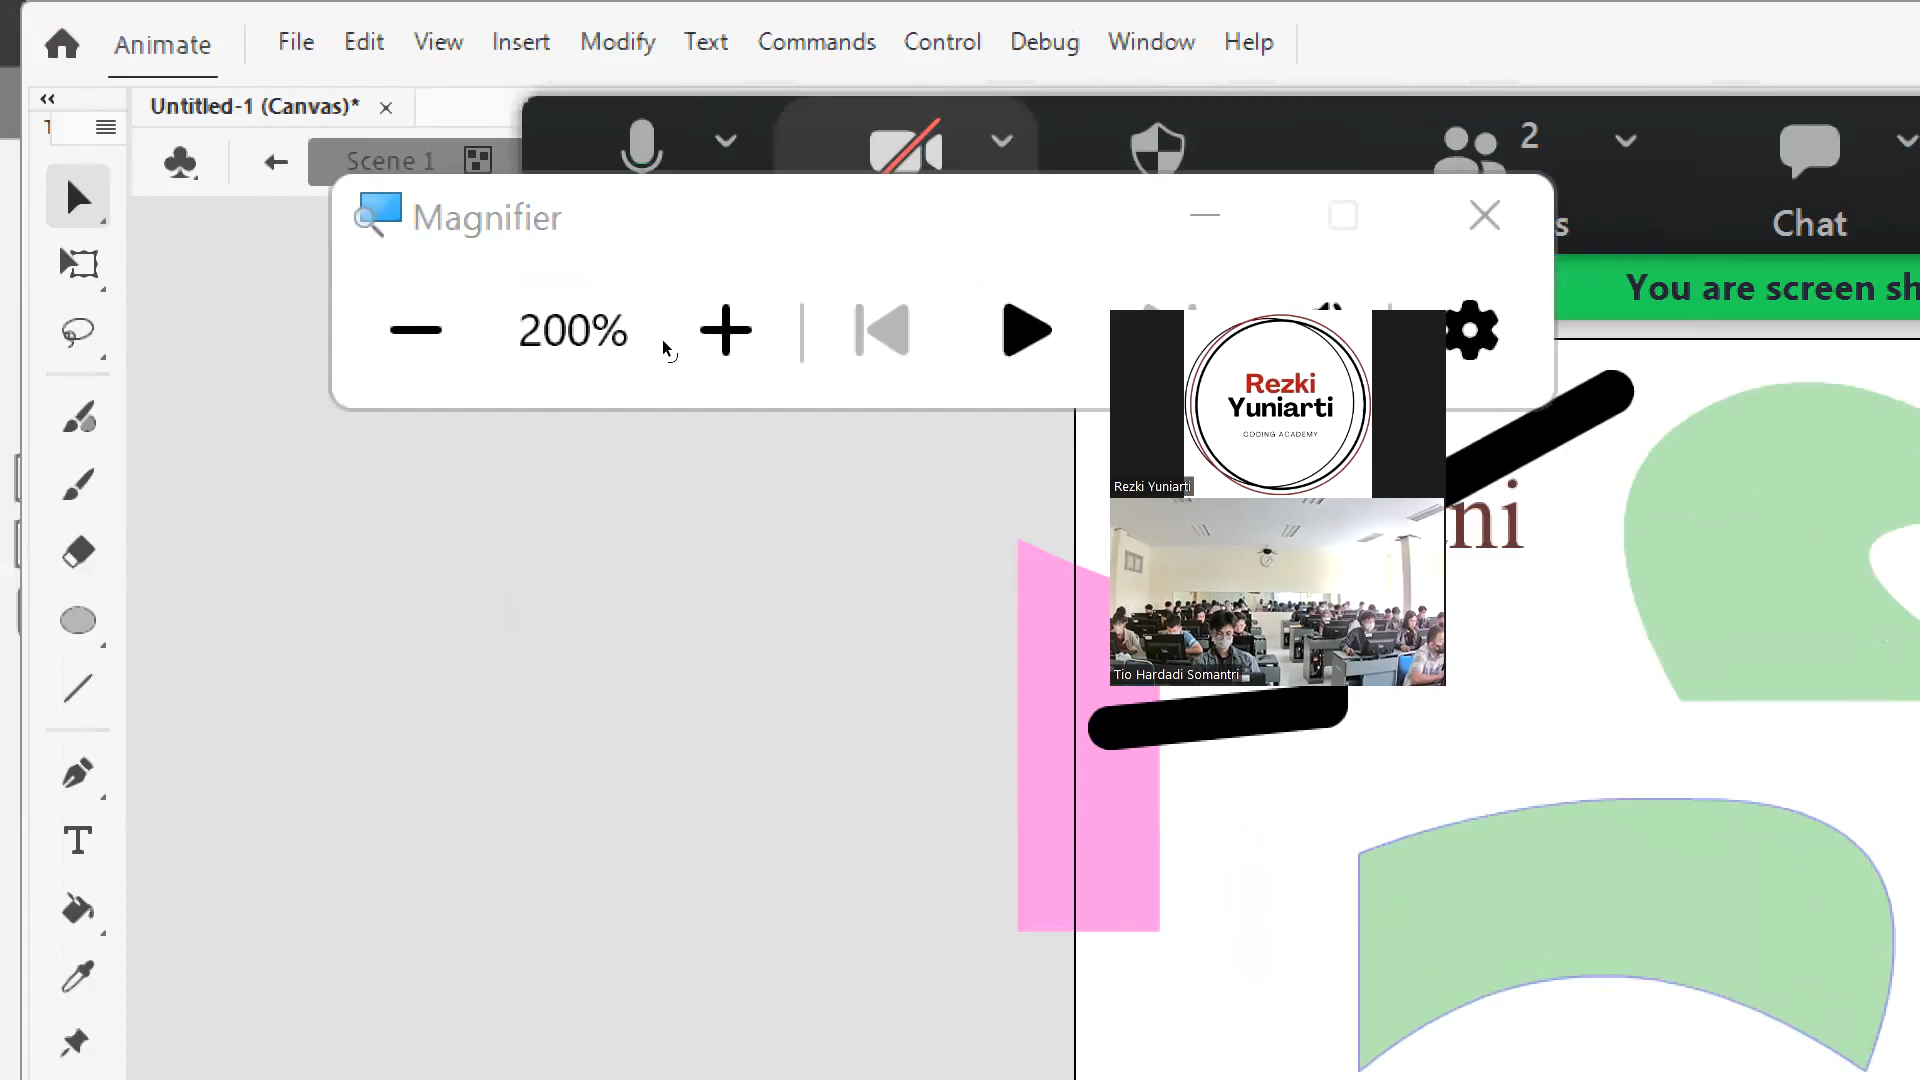 Animate
File Edit View Insert Modify Text Commands Control Debug Window Help
Untitled-1 (Canvas)*
Scene 1
2
s
Chat
Magnifier
You are screen sh
200%
Rezki
Yuniarti
CODING ACADEMY
Rezki Yuniarti
ni
Tio Hardadi Somantri
T